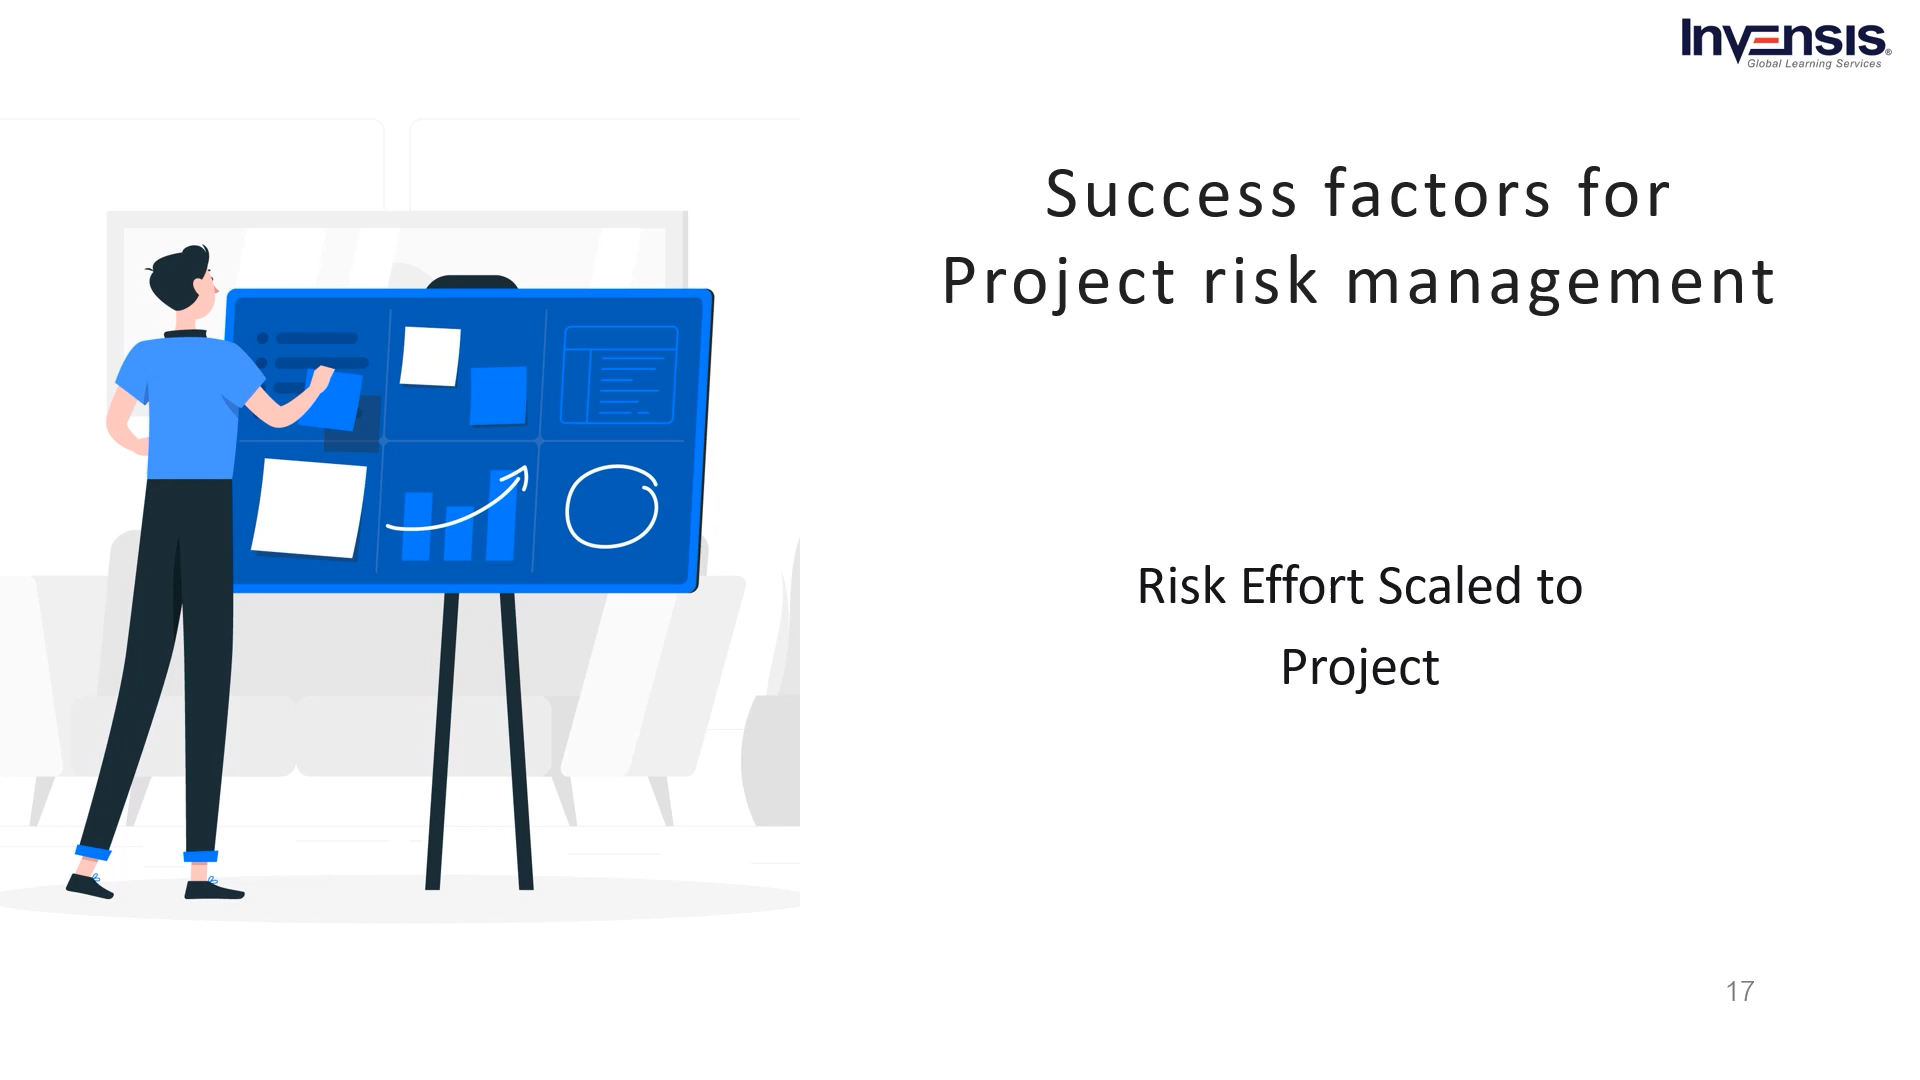 Invensis®
Global Learning Services
Success factors for
Project risk management
Risk Effort Scaled to
Project
17